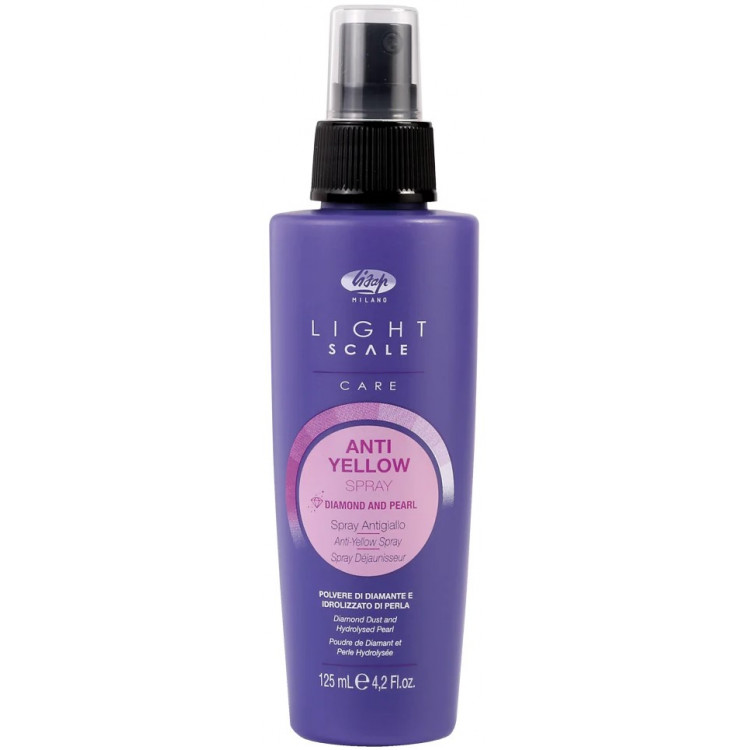 lisap
MILANO
LIGHT
SCALE
CARE
ANTI
YELLOW
SPRAY
DIAMOND AND PEARL
Spray Antigiallo
Anti-Yellow Spray
Spray Déjaunisseur
POLVERE DI DIAMANTE E
IDROLIZZATO DI PERLA
Diamond Dust and
Hydrolysed Pearl
Poudre de Diamant et
Perle Hydrolysée
125 mL ℮ 4,2 Fl.oz.